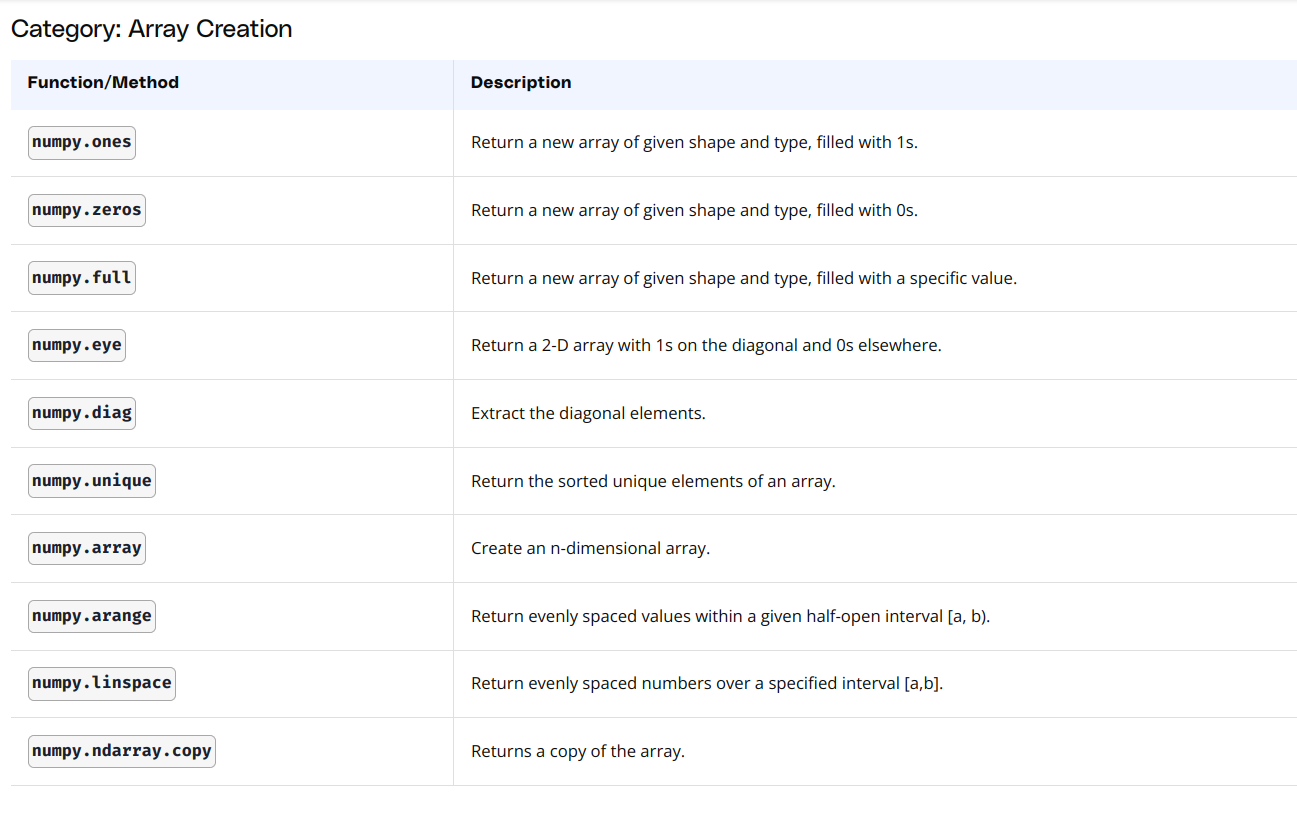 Category: Array Creation
Function/Method Description
numpy.ones Return a new array of given shape and type, filled with 1s.
numpy.zeros Return a new array of given shape and type, filled with 0s.
numpy.full Return a new array of given shape and type, filled with a specific value.
numpy.eye Return a 2-D array with 1s on the diagonal and 0s elsewhere.
numpy.diag Extract the diagonal elements.
numpy.unique Return the sorted unique elements of an array.
numpy.array Create an n-dimensional array.
numpy.arange Return evenly spaced values within a given half-open interval [a, b).
numpy.linspace Return evenly spaced numbers over a specified interval [a,b].
numpy.ndarray.copy Returns a copy of the array.